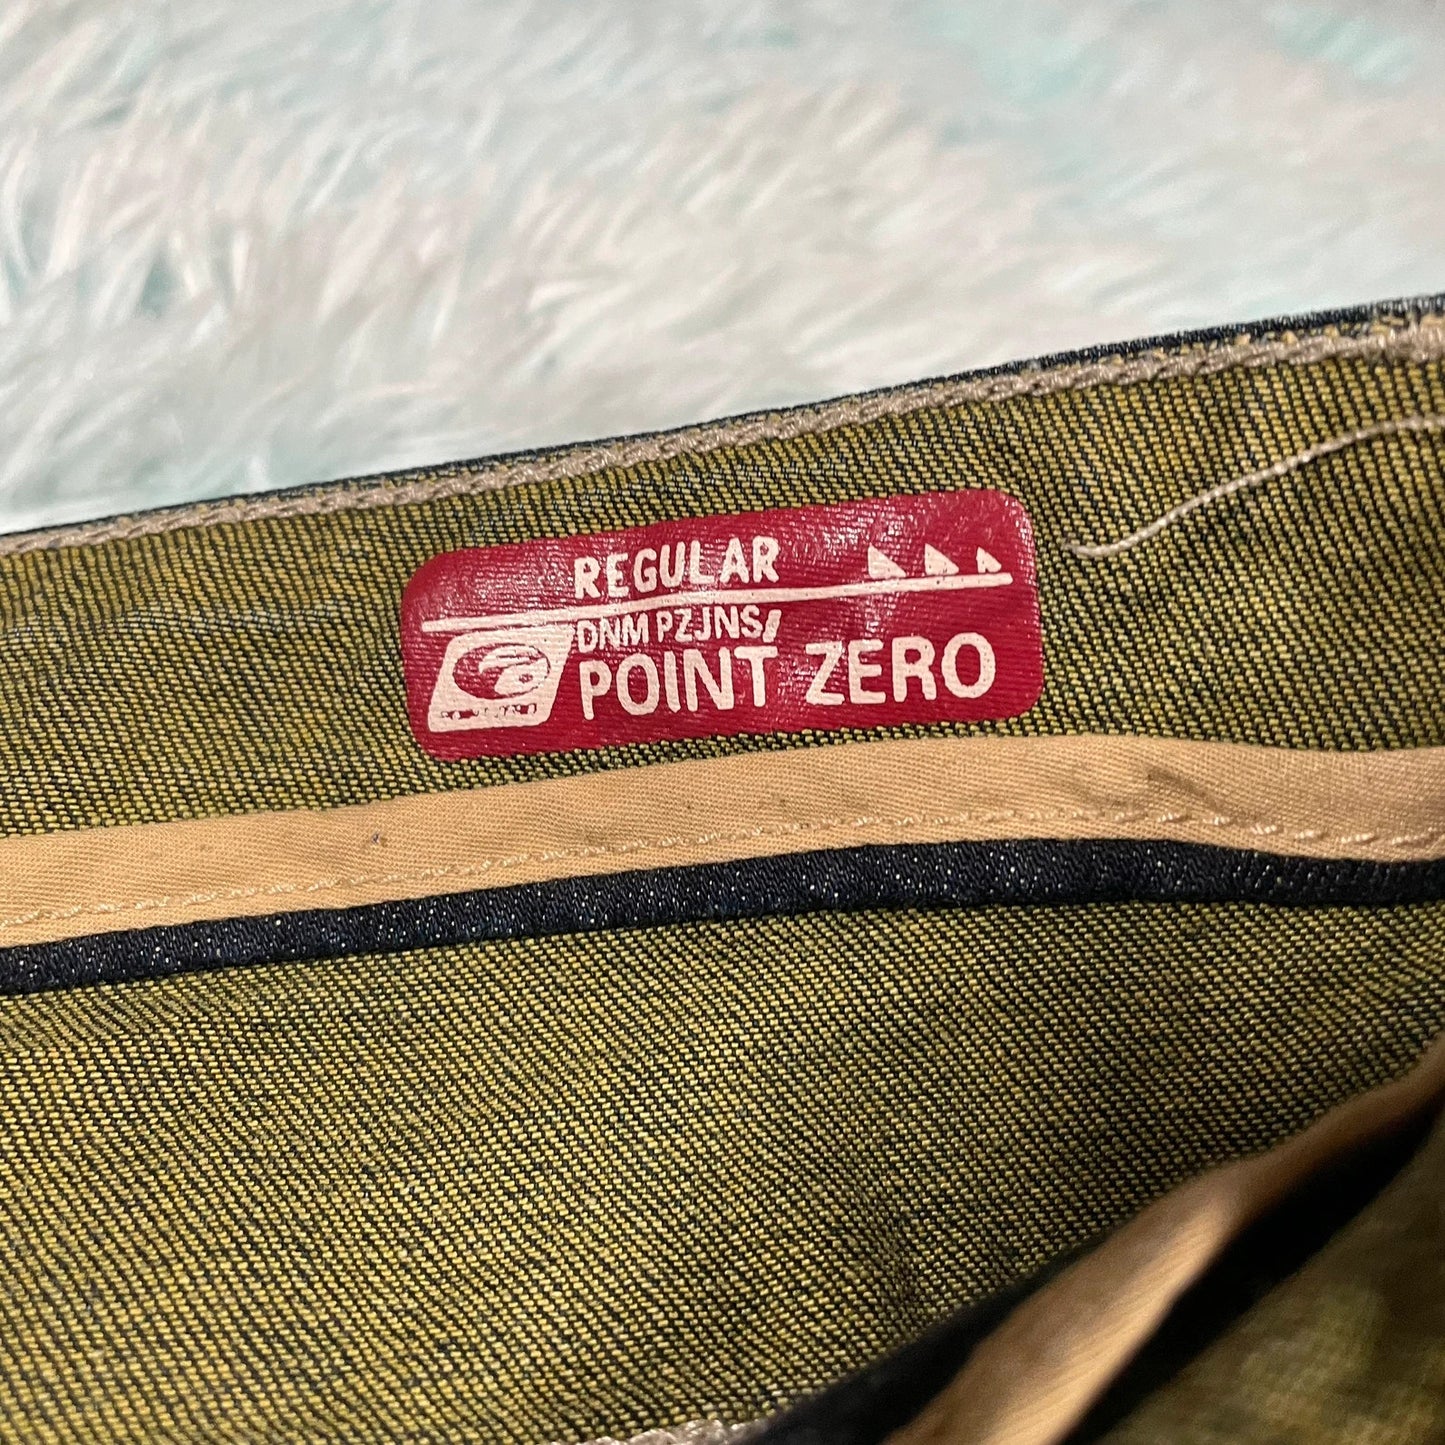 REGULAR
DNM PZJNS
POINT ZERO